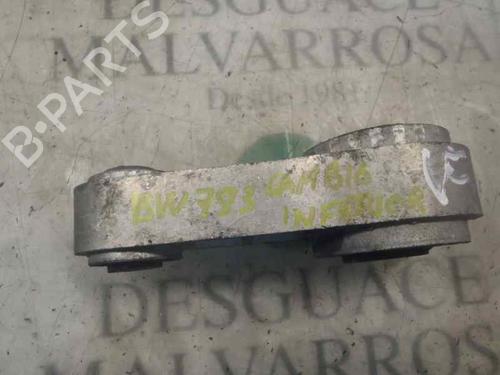 DESGUACE
MALVARROSA
Desde 1981
B-PARTS
BW783 CAMBIO
INFERIOR
DESGUACE
MALVARROSA